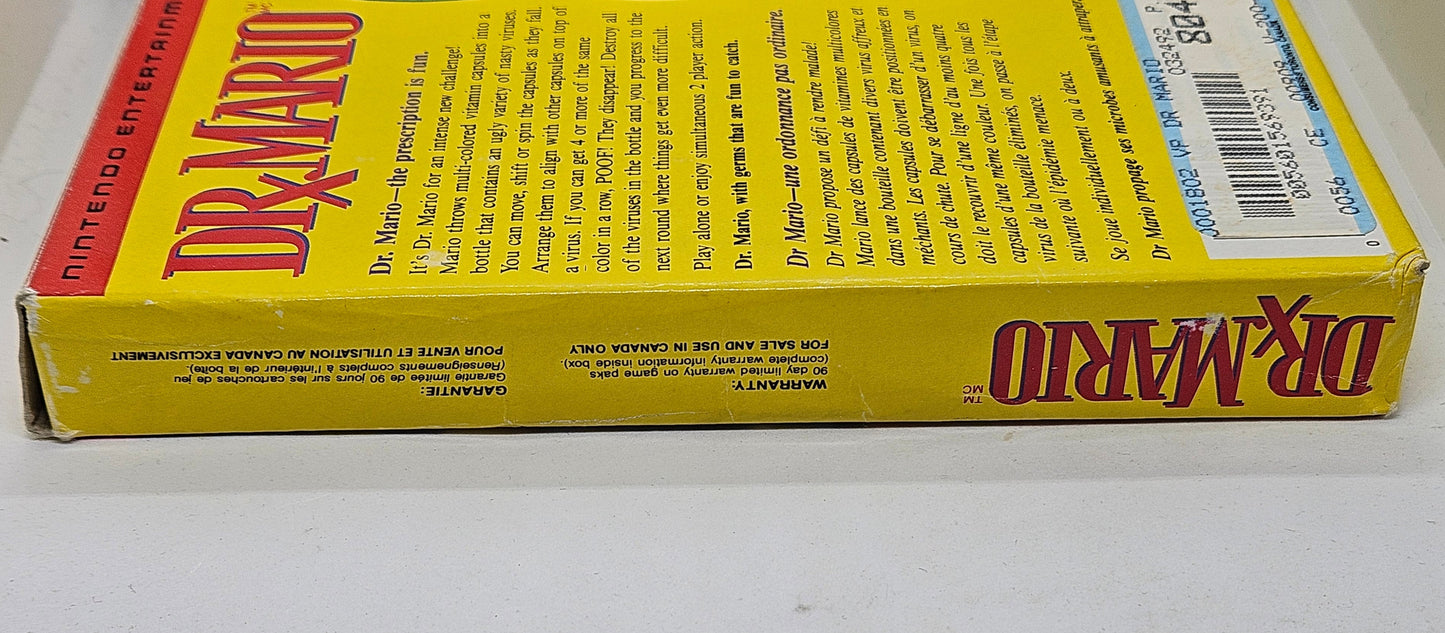 NINTENDO ENTERTAINM
DR. MARIO
TM
Dr. Mario—the prescription is fun.
It's Dr. Mario for an intense new challenge!
Mario throws multi-colored vitamin capsules into a
bottle that contains an ugly variety of nasty viruses.
You can move, shift or spin the capsules as they fall.
Arrange them to align with other capsules on top of
a virus. If you can get 4 or more of the same
color in a row, POOF! They disappear! Destroy all
of the viruses in the bottle and you progress to the
next round where things get even more difficult.
Play alone or enjoy simultaneous 2 player action.
Dr. Mario, with germs that are fun to catch.
Dr Mario—une ordonnance pas ordinaire.
Dr Mario propose un défi à rendre malade!
Mario lance des capsules de vitamines multicolores
dans une bouteille contenant divers virus affreux et
méchants. Les capsules doivent être positionnées en
cours de chute. Pour se débarrasser d'un virus, on
doit le recouvrir d'une ligne d'au moins quatre
capsules d'une même couleur. Une fois tous les
virus de la bouteille éliminés, on passe à l'étape
suivante où l'épidémie menace.
Se joue individuellement ou à deux.
Dr Mario propage ses microbes amusants à attraper.
0001802 VP DR MARIO
032492 P
804
005601569391
0056 CE
0
GARANTIE:
Garantie limitée de 90 jours sur les cartouches de jeu
(Renseignements complets à l'intérieur de la boîte).
POUR VENTE ET UTILISATION AU CANADA EXCLUSIVEMENT
WARRANTY:
90 day limited warranty on game paks
(complete warranty information inside box)
FOR SALE AND USE IN CANADA ONLY
DR. MARIO
TM
MC